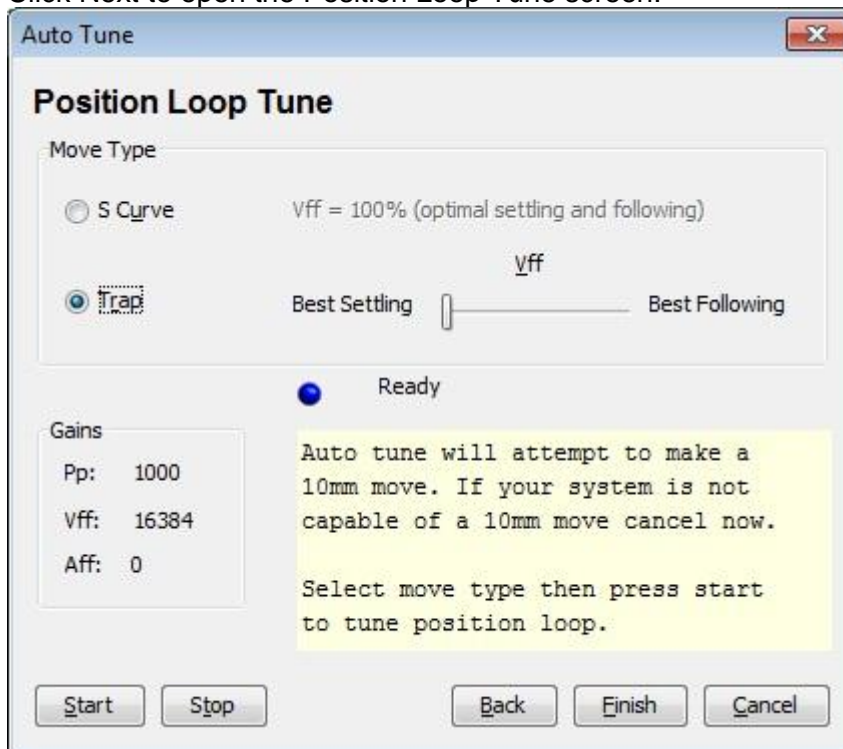 Click Next to open the Position Loop Tune screen.
Auto Tune
Position Loop Tune
Move Type
S Curve Vff = 100% (optimal settling and following)
Vff
Trap Best Settling Best Following
Ready
Gains
Pp: 1000
Vff: 16384
Aff: 0
Auto tune will attempt to make a
10mm move. If your system is not
capable of a 10mm move cancel now.
Select move type then press start
to tune position loop.
Start Stop Back Finish Cancel